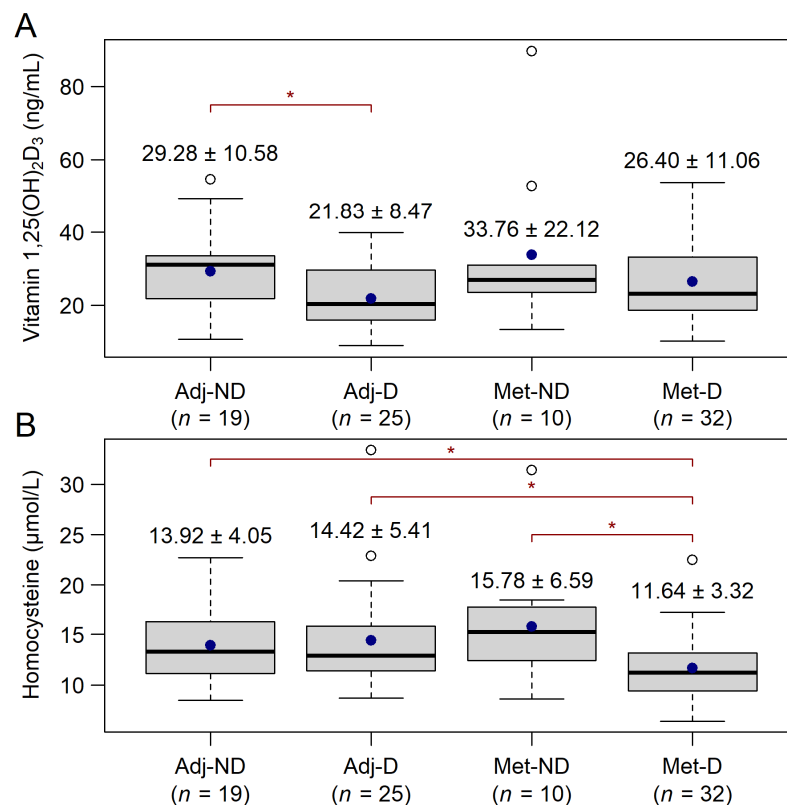 A
Vitamin 1,25(OH)₂D₃ (ng/mL)
80
60
40
20
*
29.28 ± 10.58
21.83 ± 8.47
33.76 ± 22.12
26.40 ± 11.06
Adj-ND Adj-D Met-ND Met-D
(n = 19) (n = 25) (n = 10) (n = 32)
B
Homocysteine (µmol/L)
30
25
20
15
10
*
*
*
13.92 ± 4.05
14.42 ± 5.41
15.78 ± 6.59
11.64 ± 3.32
Adj-ND Adj-D Met-ND Met-D
(n = 19) (n = 25) (n = 10) (n = 32)